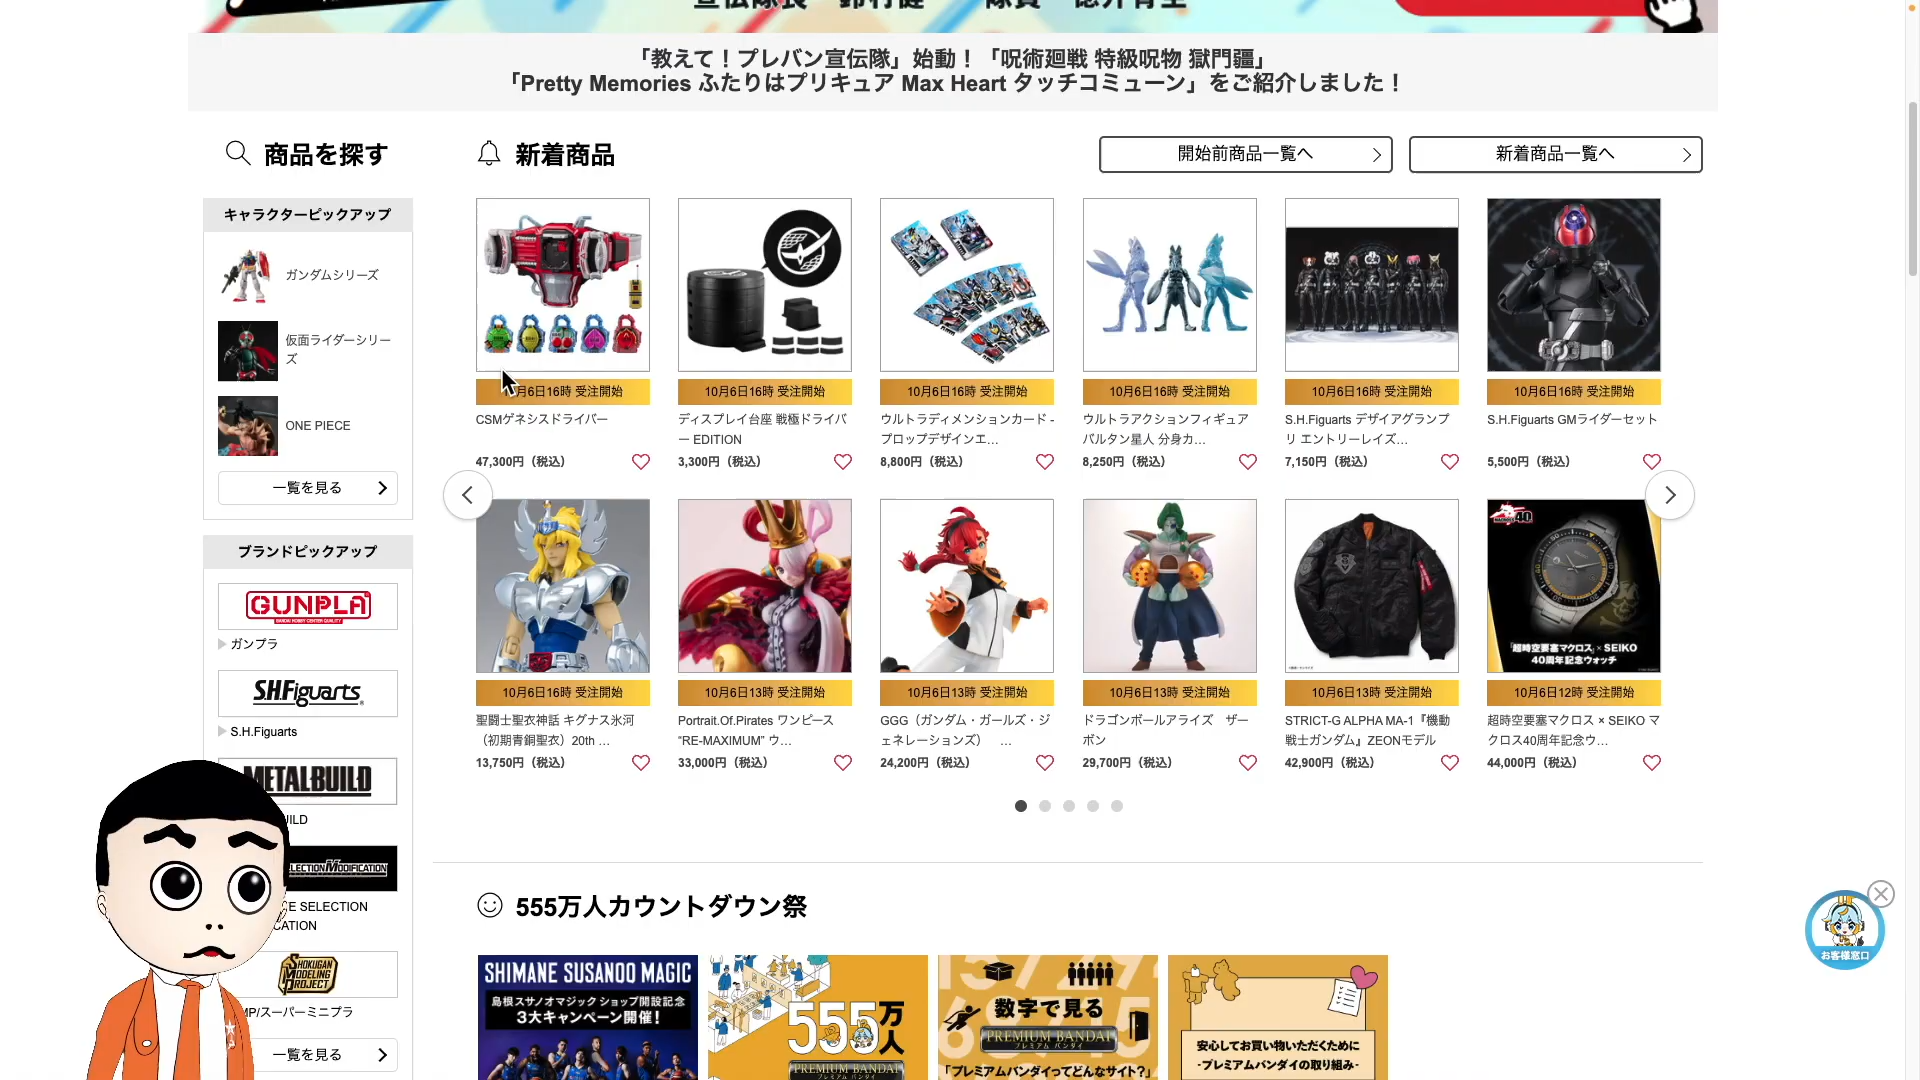 「教えて！プレバン宣伝隊」始動！「呪術廻戦 特級呪物 獄門疆」
「Pretty Memories ふたりはプリキュア Max Heart タッチコミューン」をご紹介しました！
商品を探す
新着商品
開始前商品一覧へ
新着商品一覧へ
キャラクターピックアップ
ガンダムシリーズ
仮面ライダーシリー
ズ
ONE PIECE
一覧を見る
ブランドピックアップ
GUNPLA
BANDAI HOBBY CENTER QUALITY
ガンプラ
S.H.Figuarts
S.H.Figuarts
METAL BUILD
UILD
LECTION MODIFICATION
E SELECTION
CATION
SHOKUGAN
MODELING
PROJECT
MP/スーパーミニプラ
一覧を見る
月6日16時 受注開始
CSMゲネシスドライバー
47,300円（税込）
10月6日16時 受注開始
ディスプレイ台座 戦極ドライバ
ー EDITION
3,300円（税込）
10月6日16時 受注開始
ウルトラディメンションカード -
プロップデザインエ...
8,800円（税込）
10月6日16時 受注開始
ウルトラアクションフィギュア
バルタン星人 分身カ...
8,250円（税込）
10月6日16時 受注開始
S.H.Figuarts デザイアグランプ
リ エントリーレイズ...
7,150円（税込）
10月6日16時 受注開始
S.H.Figuarts GMライダーセット
5,500円（税込）
10月6日16時 受注開始
聖闘士聖衣神話 キグナス氷河
（初期青銅聖衣）20th ...
13,750円（税込）
10月6日13時 受注開始
Portrait.Of.Pirates ワンピース
“RE-MAXIMUM” ウ...
33,000円（税込）
10月6日13時 受注開始
GGG（ガンダム・ガールズ・ジ
ェネレーションズ） ...
24,200円（税込）
10月6日13時 受注開始
ドラゴンボールアライズ ザー
ボン
29,700円（税込）
10月6日13時 受注開始
STRICT-G ALPHA MA-1『機動
戦士ガンダム』ZEONモデル
42,900円（税込）
『超時空要塞マクロス』× SEIKO
40周年記念ウォッチ
10月6日12時 受注開始
超時空要塞マクロス × SEIKO マ
クロス40周年記念ウ...
44,000円（税込）
555万人カウントダウン祭
SHIMANE SUSANOO MAGIC
島根スサノオマジック ショップ開設記念
3大キャンペーン開催！
555万人
PREMIUM BANDAI
プレミアム バンダイ
数字で見る
PREMIUM BANDAI
プレミアム バンダイ
「プレミアムバンダイってどんなサイト？」
安心してお買い物いただくために
-プレミアムバンダイの取り組み-
お客様窓口